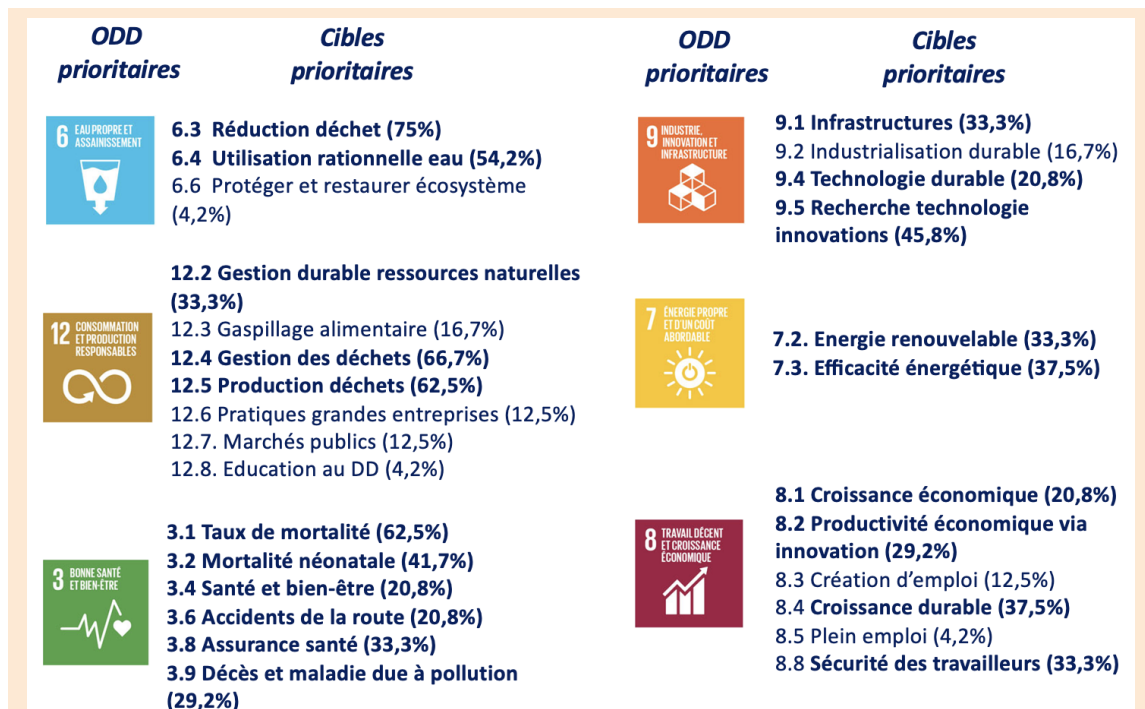 ODD
prioritaires
Cibles
prioritaires
6 EAU PROPRE ET
ASSAINISSEMENT
6.3 Réduction déchet (75%)
6.4 Utilisation rationnelle eau (54,2%)
6.6 Protéger et restaurer écosystème
(4,2%)
12 CONSOMMATION
ET PRODUCTION
RESPONSABLES
12.2 Gestion durable ressources naturelles
(33,3%)
12.3 Gaspillage alimentaire (16,7%)
12.4 Gestion des déchets (66,7%)
12.5 Production déchets (62,5%)
12.6 Pratiques grandes entreprises (12,5%)
12.7. Marchés publics (12,5%)
12.8. Education au DD (4,2%)
3 BONNE SANTÉ
ET BIEN-ÊTRE
3.1 Taux de mortalité (62,5%)
3.2 Mortalité néonatale (41,7%)
3.4 Santé et bien-être (20,8%)
3.6 Accidents de la route (20,8%)
3.8 Assurance santé (33,3%)
3.9 Décès et maladie due à pollution
(29,2%)
ODD
prioritaires
Cibles
prioritaires
9 INDUSTRIE,
INNOVATION ET
INFRASTRUCTURE
9.1 Infrastructures (33,3%)
9.2 Industrialisation durable (16,7%)
9.4 Technologie durable (20,8%)
9.5 Recherche technologie
innovations (45,8%)
7 ÉNERGIE PROPRE
ET D'UN COÛT
ABORDABLE
7.2. Energie renouvelable (33,3%)
7.3. Efficacité énergétique (37,5%)
8 TRAVAIL DÉCENT
ET CROISSANCE
ÉCONOMIQUE
8.1 Croissance économique (20,8%)
8.2 Productivité économique via
innovation (29,2%)
8.3 Création d'emploi (12,5%)
8.4 Croissance durable (37,5%)
8.5 Plein emploi (4,2%)
8.8 Sécurité des travailleurs (33,3%)